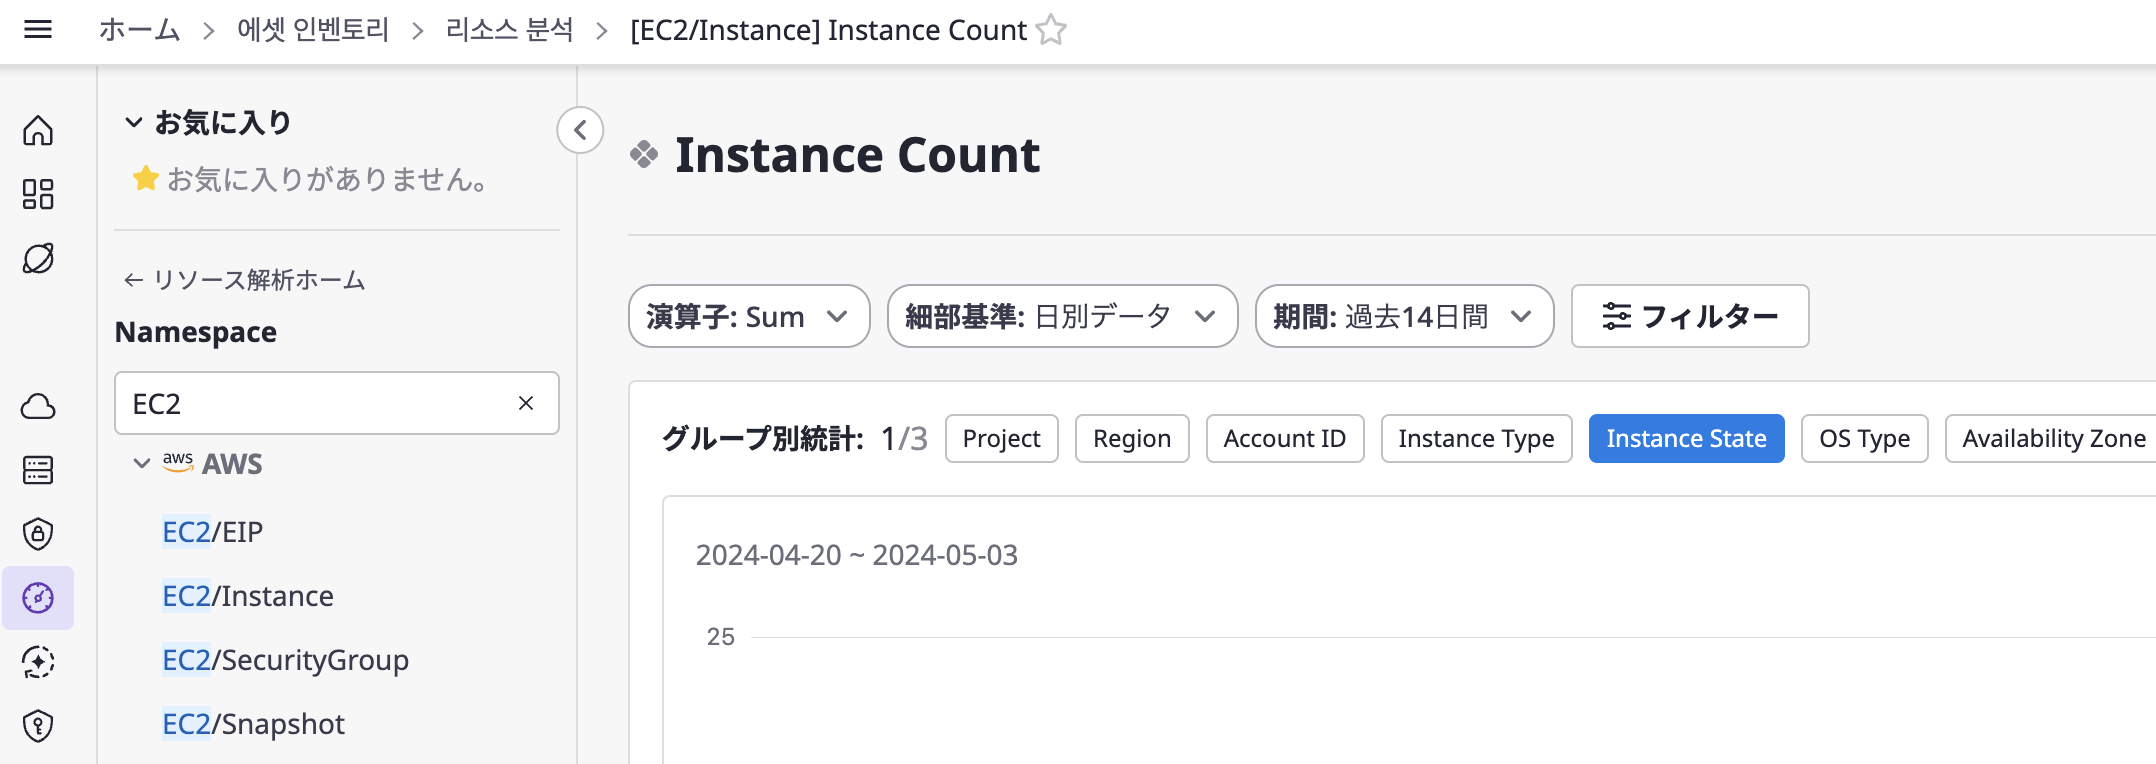 ホーム > 에셋 인벤토리 > 리소스 분석 > [EC2/Instance] Instance Count
お気に入り
お気に入りがありません。
← リソース解析ホーム
Namespace
EC2
aws AWS
EC2/EIP
EC2/Instance
EC2/SecurityGroup
EC2/Snapshot
Instance Count
演算子: Sum 細部基準: 日別データ 期間: 過去14日間 フィルター
グループ別統計: 1/3 Project Region Account ID Instance Type Instance State OS Type Availability Zone
2024-04-20 ~ 2024-05-03
25